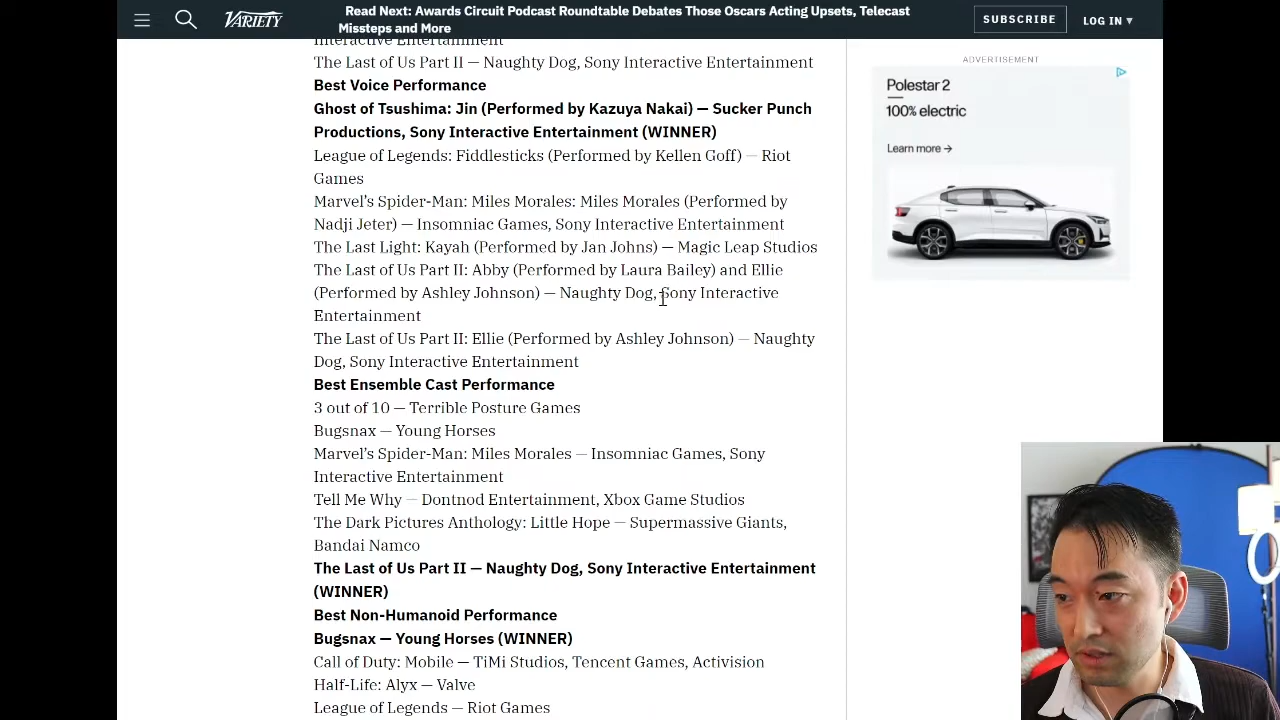 VARIETY
Read Next: Awards Circuit Podcast Roundtable Debates Those Oscars Acting Upsets, Telecast
Missteps and More
SUBSCRIBE
LOG IN ▾
Interactive Entertainment
The Last of Us Part II — Naughty Dog, Sony Interactive Entertainment
Best Voice Performance
Ghost of Tsushima: Jin (Performed by Kazuya Nakai) — Sucker Punch
Productions, Sony Interactive Entertainment (WINNER)
League of Legends: Fiddlesticks (Performed by Kellen Goff) — Riot
Games
Marvel’s Spider-Man: Miles Morales: Miles Morales (Performed by
Nadji Jeter) — Insomniac Games, Sony Interactive Entertainment
The Last Light: Kayah (Performed by Jan Johns) — Magic Leap Studios
The Last of Us Part II: Abby (Performed by Laura Bailey) and Ellie
(Performed by Ashley Johnson) — Naughty Dog, Sony Interactive
Entertainment
The Last of Us Part II: Ellie (Performed by Ashley Johnson) — Naughty
Dog, Sony Interactive Entertainment
Best Ensemble Cast Performance
3 out of 10 — Terrible Posture Games
Bugsnax — Young Horses
Marvel’s Spider-Man: Miles Morales — Insomniac Games, Sony
Interactive Entertainment
Tell Me Why — Dontnod Entertainment, Xbox Game Studios
The Dark Pictures Anthology: Little Hope — Supermassive Giants,
Bandai Namco
The Last of Us Part II — Naughty Dog, Sony Interactive Entertainment
(WINNER)
Best Non-Humanoid Performance
Bugsnax — Young Horses (WINNER)
Call of Duty: Mobile — TiMi Studios, Tencent Games, Activision
Half-Life: Alyx — Valve
League of Legends — Riot Games
ADVERTISEMENT
Polestar 2
100% electric
Learn more →